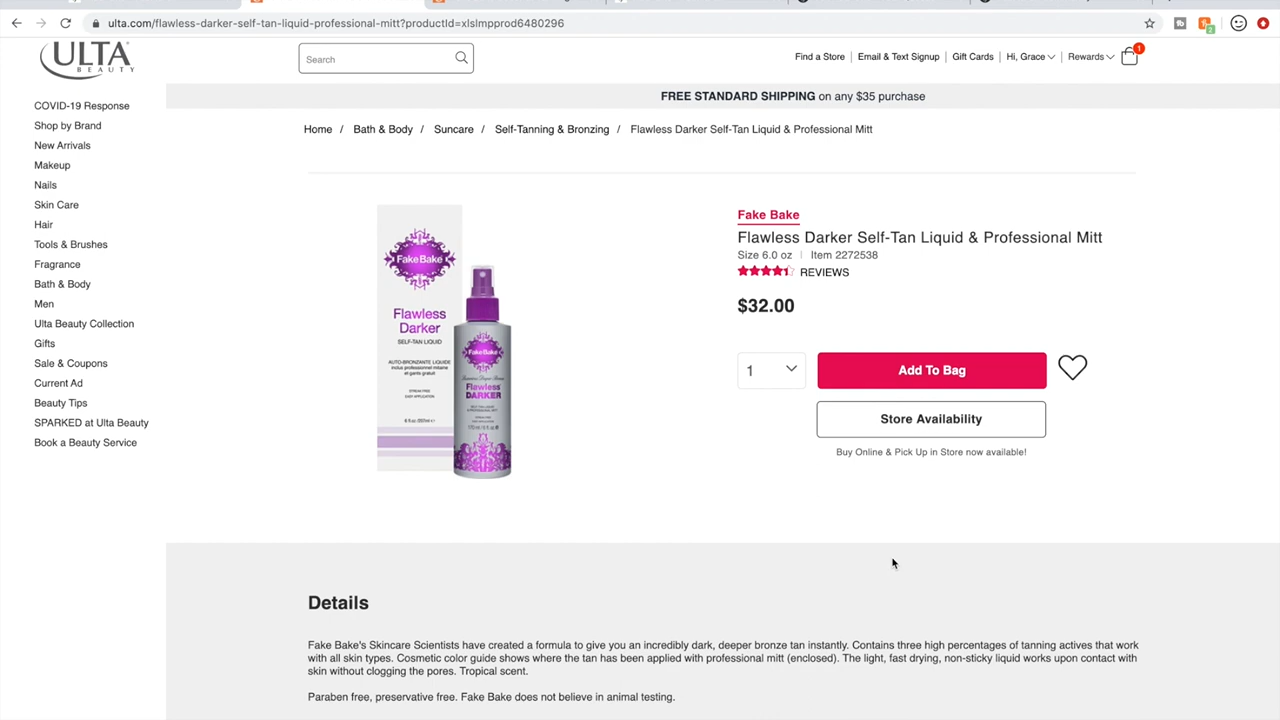 ulta.com/flawless-darker-self-tan-liquid-professional-mitt?productId=xlsImpprod6480296
2
ULTA
BEAUTY
Search
Find a Store
Email & Text Signup
Gift Cards
Hi, Grace
Rewards
1
FREE STANDARD SHIPPING on any $35 purchase
COVID-19 Response
Shop by Brand
New Arrivals
Makeup
Nails
Skin Care
Hair
Tools & Brushes
Fragrance
Bath & Body
Men
Ulta Beauty Collection
Gifts
Sale & Coupons
Current Ad
Beauty Tips
SPARKED at Ulta Beauty
Book a Beauty Service
Home / Bath & Body / Suncare / Self-Tanning & Bronzing / Flawless Darker Self-Tan Liquid & Professional Mitt
Fake Bake
Flawless
Darker
SELF-TAN LIQUID
AUTO-BRONZANTE LIQUIDE
Fake Bake
Flawless
DARKER
Fake Bake
Flawless Darker Self-Tan Liquid & Professional Mitt
Size 6.0 oz | Item 2272538
REVIEWS
$32.00
1
Add To Bag
Store Availability
Buy Online & Pick Up in Store now available!
Details
Fake Bake's Skincare Scientists have created a formula to give you an incredibly dark, deeper bronze tan instantly. Contains three high percentages of tanning actives that work
with all skin types. Cosmetic color guide shows where the tan has been applied with professional mitt (enclosed). The light, fast drying, non-sticky liquid works upon contact with
skin without clogging the pores. Tropical scent.
Paraben free, preservative free. Fake Bake does not believe in animal testing.